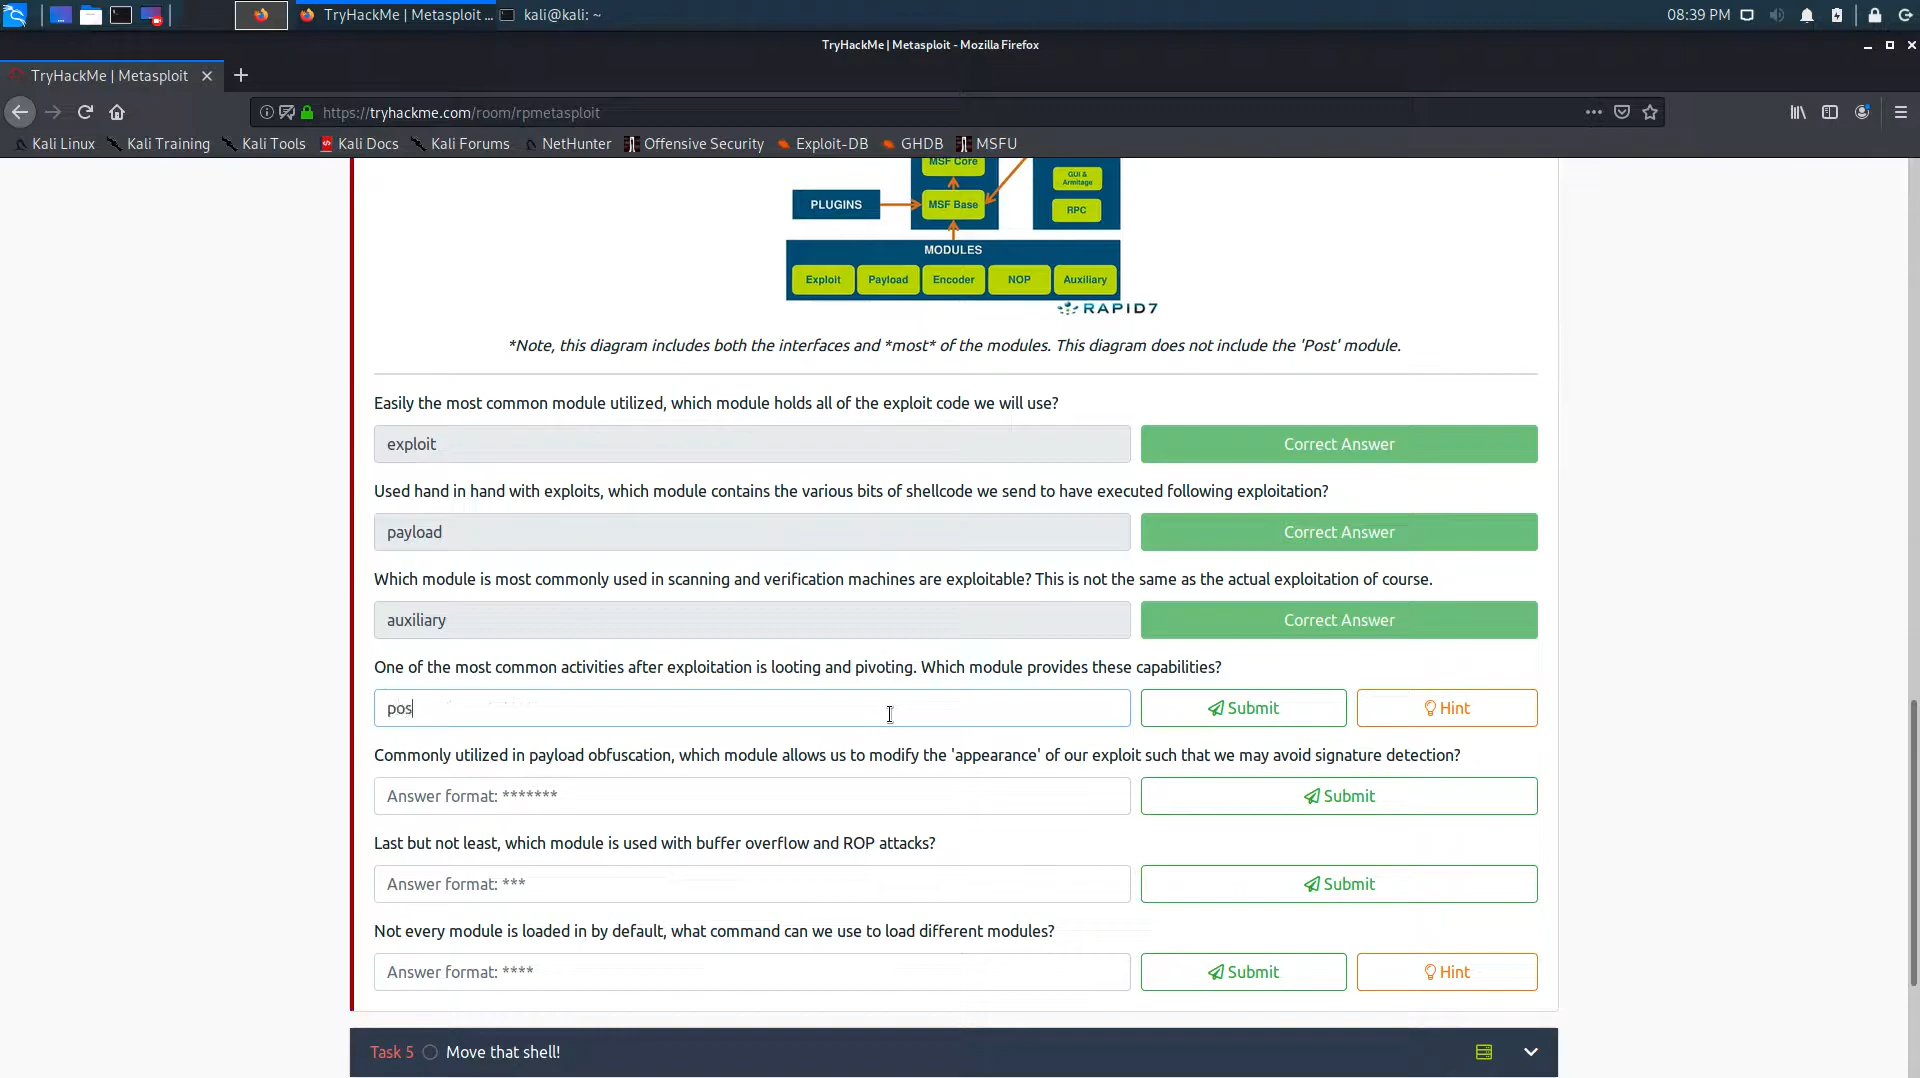 TryHackMe | Metasploit ...
kali@kali: ~
08:39 PM
TryHackMe | Metasploit - Mozilla Firefox
TryHackMe | Metasploit
https://tryhackme.com/room/rpmetasploit
Kali Linux
Kali Training
Kali Tools
Kali Docs
Kali Forums
NetHunter
Offensive Security
Exploit-DB
GHDB
MSFU
MSF Core
GUI &
Armitage
PLUGINS
MSF Base
RPC
MODULES
Exploit
Payload
Encoder
NOP
Auxiliary
RAPID7
*Note, this diagram includes both the interfaces and *most* of the modules. This diagram does not include the 'Post' module.
Easily the most common module utilized, which module holds all of the exploit code we will use?
exploit
Correct Answer
Used hand in hand with exploits, which module contains the various bits of shellcode we send to have executed following exploitation?
payload
Correct Answer
Which module is most commonly used in scanning and verification machines are exploitable? This is not the same as the actual exploitation of course.
auxiliary
Correct Answer
One of the most common activities after exploitation is looting and pivoting. Which module provides these capabilities?
pos
Submit
Hint
Commonly utilized in payload obfuscation, which module allows us to modify the 'appearance' of our exploit such that we may avoid signature detection?
Answer format: *******
Submit
Last but not least, which module is used with buffer overflow and ROP attacks?
Answer format: ***
Submit
Not every module is loaded in by default, what command can we use to load different modules?
Answer format: ****
Submit
Hint
Task 5
Move that shell!